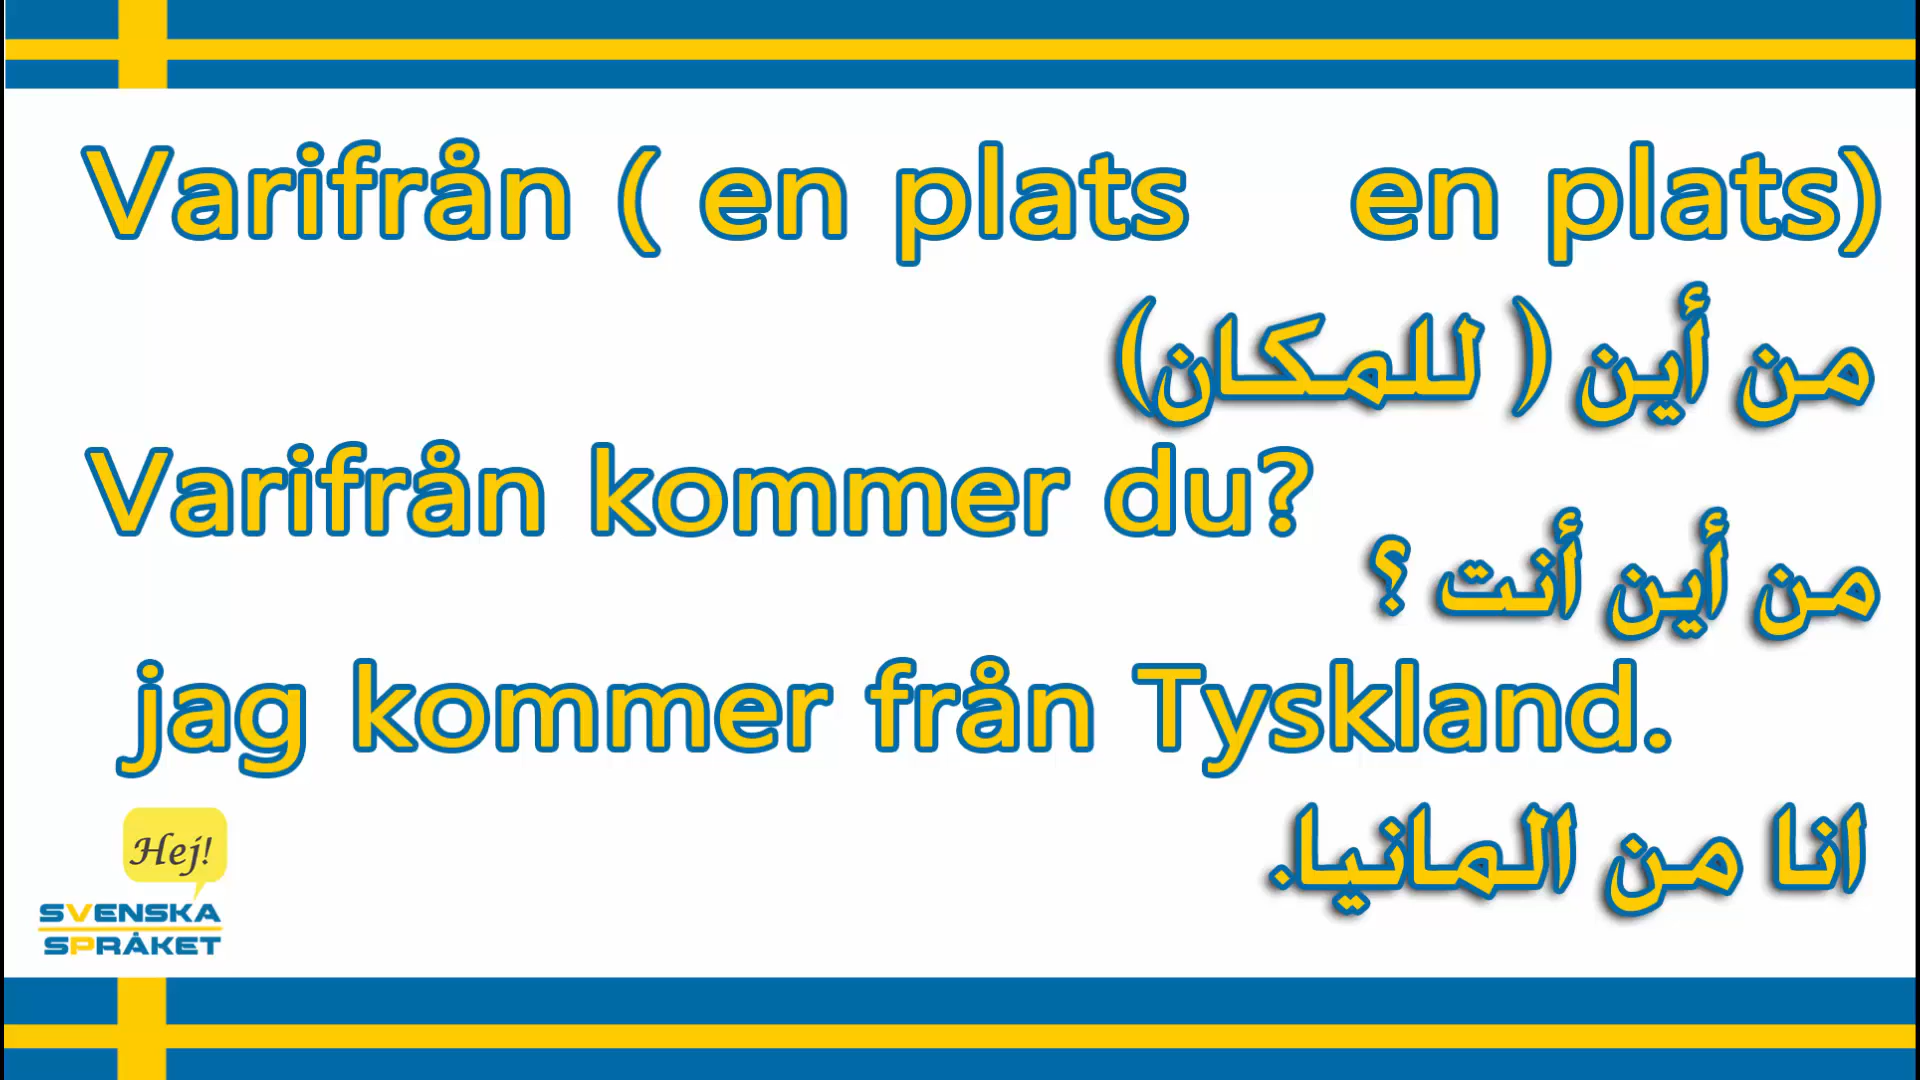 Varifrån ( en plats en plats)
من أين ( للمكان)
Varifrån kommer du?
من أين أنت ؟
jag kommer från Tyskland.
انا من المانيا.
Hej!
SVENSKA
SPRÅKET